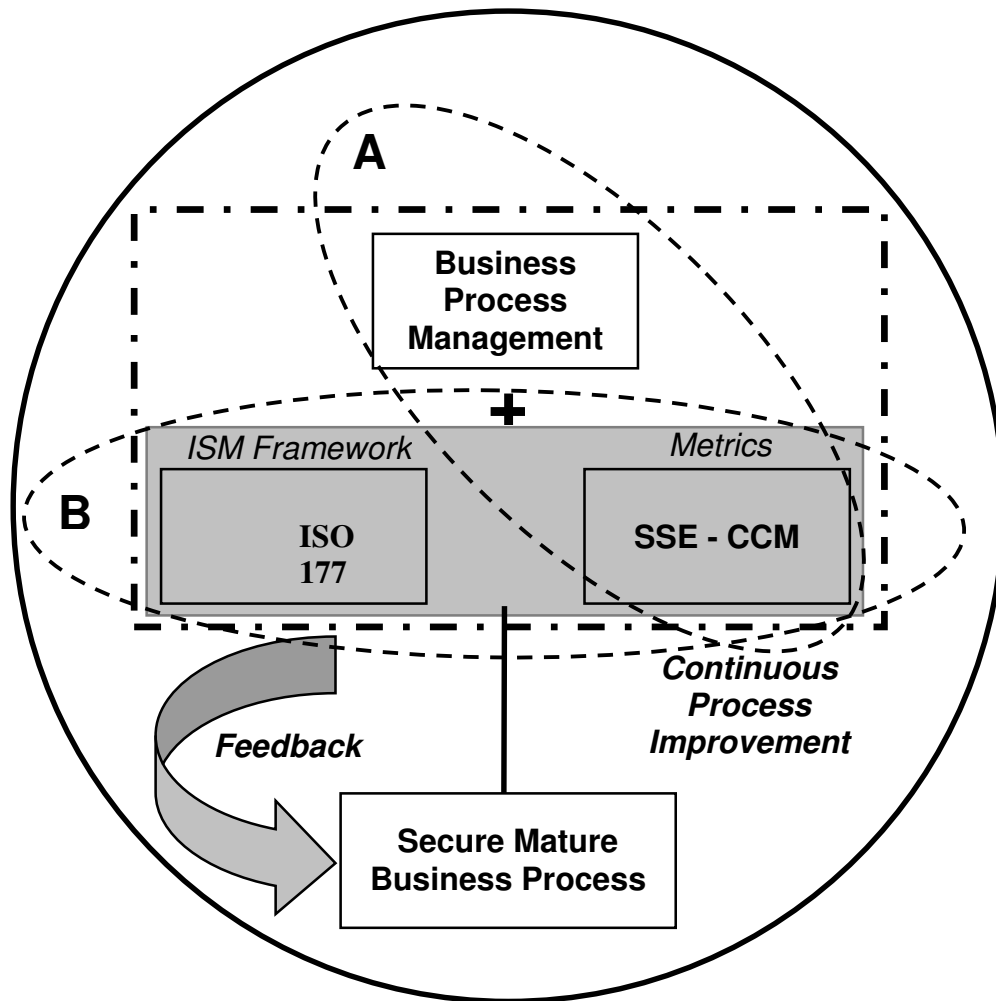 A
Business
Process
Management
+
ISM Framework
Metrics
B
ISO
177
SSE - CCM
Continuous
Process
Improvement
Feedback
Secure Mature
Business Process